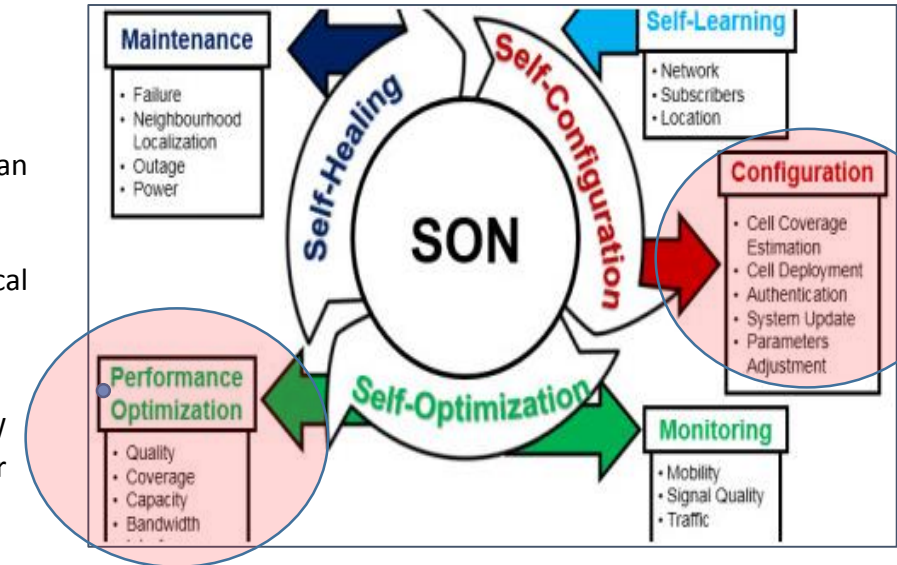 an
cal
/
r
Maintenance
• Failure
• Neighbourhood
Localization
• Outage
• Power
Self-Learning
• Network
• Subscribers
• Location
Self-Healing
Self-Configuration
SON
Configuration
• Cell Coverage
Estimation
• Cell Deployment
• Authentication
• System Update
• Parameters
Adjustment
Performance
Optimization
• Quality
• Coverage
• Capacity
• Bandwidth
Self-Optimization
Monitoring
• Mobility
• Signal Quality
• Traffic